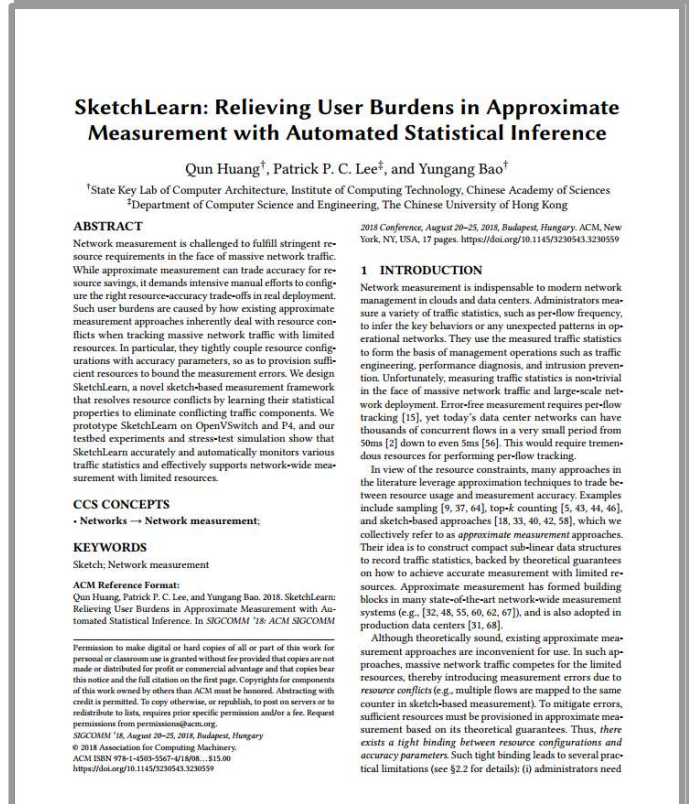 SketchLearn: Relieving User Burdens in Approximate
Measurement with Automated Statistical Inference
Qun Huang†, Patrick P. C. Lee‡, and Yungang Bao†
†State Key Lab of Computer Architecture, Institute of Computing Technology, Chinese Academy of Sciences
‡Department of Computer Science and Engineering, The Chinese University of Hong Kong
ABSTRACT
Network measurement is challenged to fulfill stringent re-
source requirements in the face of massive network traffic.
While approximate measurement can trade accuracy for re-
source savings, it demands intensive manual efforts to config-
ure the right resource-accuracy trade-offs in real deployment.
Such user burdens are caused by how existing approximate
measurement approaches inherently deal with resource con-
flicts when tracking massive network traffic with limited
resources. In particular, they tightly couple resource config-
urations with accuracy parameters, so as to provision suffi-
cient resources to bound the measurement errors. We design
SketchLearn, a novel sketch-based measurement framework
that resolves resource conflicts by learning their statistical
properties to eliminate conflicting traffic components. We
prototype SketchLearn on OpenVSwitch and P4, and our
testbed experiments and stress-test simulation show that
SketchLearn accurately and automatically monitors various
traffic statistics and effectively supports network-wide mea-
surement with limited resources.
CCS CONCEPTS
• Networks → Network measurement;
KEYWORDS
Sketch; Network measurement
ACM Reference Format:
Qun Huang, Patrick P. C. Lee, and Yungang Bao. 2018. SketchLearn:
Relieving User Burdens in Approximate Measurement with Au-
tomated Statistical Inference. In SIGCOMM '18: ACM SIGCOMM
Permission to make digital or hard copies of all or part of this work for
personal or classroom use is granted without fee provided that copies are not
made or distributed for profit or commercial advantage and that copies bear
this notice and the full citation on the first page. Copyrights for components
of this work owned by others than ACM must be honored. Abstracting with
credit is permitted. To copy otherwise, or republish, to post on servers or to
redistribute to lists, requires prior specific permission and/or a fee. Request
permissions from permissions@acm.org.
SIGCOMM '18, August 20–25, 2018, Budapest, Hungary
© 2018 Association for Computing Machinery.
ACM ISBN 978-1-4503-5567-4/18/08...$15.00
https://doi.org/10.1145/3230543.3230559
2018 Conference, August 20–25, 2018, Budapest, Hungary. ACM, New
York, NY, USA, 17 pages. https://doi.org/10.1145/3230543.3230559
1 INTRODUCTION
Network measurement is indispensable to modern network
management in clouds and data centers. Administrators mea-
sure a variety of traffic statistics, such as per-flow frequency,
to infer the key behaviors or any unexpected patterns in op-
erational networks. They use the measured traffic statistics
to form the basis of management operations such as traffic
engineering, performance diagnosis, and intrusion preven-
tion. Unfortunately, measuring traffic statistics is non-trivial
in the face of massive network traffic and large-scale net-
work deployment. Error-free measurement requires per-flow
tracking [15], yet today's data center networks can have
thousands of concurrent flows in a very small period from
50ms [2] down to even 5ms [56]. This would require tremen-
dous resources for performing per-flow tracking.
In view of the resource constraints, many approaches in
the literature leverage approximation techniques to trade be-
tween resource usage and measurement accuracy. Examples
include sampling [9, 37, 64], top-k counting [5, 43, 44, 46],
and sketch-based approaches [18, 33, 40, 42, 58], which we
collectively refer to as approximate measurement approaches.
Their idea is to construct compact sub-linear data structures
to record traffic statistics, backed by theoretical guarantees
on how to achieve accurate measurement with limited re-
sources. Approximate measurement has formed building
blocks in many state-of-the-art network-wide measurement
systems (e.g., [32, 48, 55, 60, 62, 67]), and is also adopted in
production data centers [31, 68].
Although theoretically sound, existing approximate mea-
surement approaches are inconvenient for use. In such ap-
proaches, massive network traffic competes for the limited
resources, thereby introducing measurement errors due to
resource conflicts (e.g., multiple flows are mapped to the same
counter in sketch-based measurement). To mitigate errors,
sufficient resources must be provisioned in approximate mea-
surement based on its theoretical guarantees. Thus, there
exists a tight binding between resource configurations and
accuracy parameters. Such tight binding leads to several prac-
tical limitations (see §2.2 for details): (i) administrators need